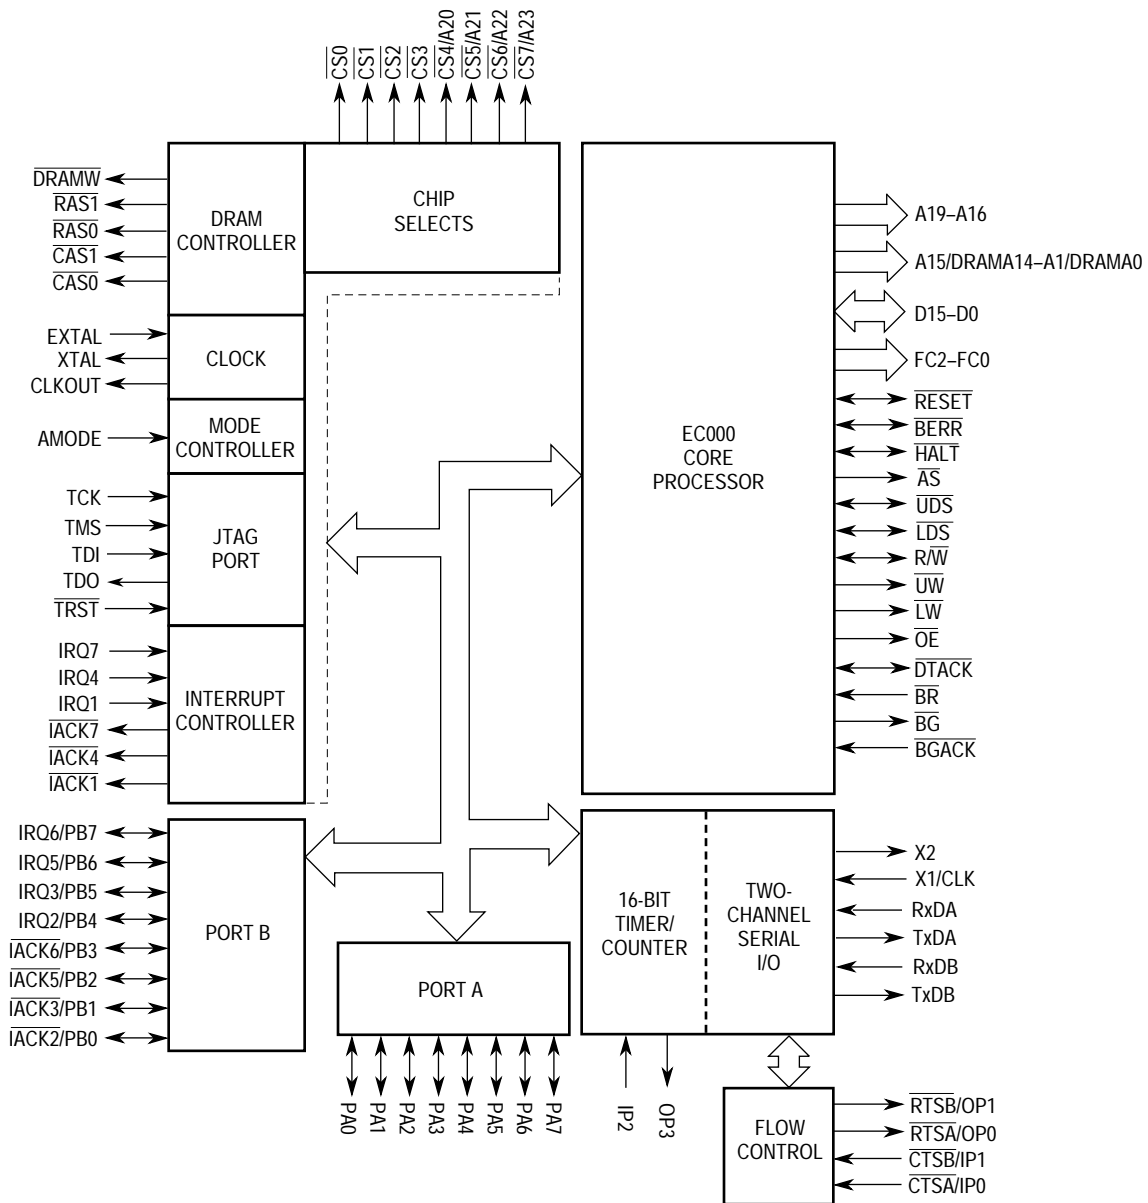 CS0
CS1
CS2
CS3
CS4/A20
CS5/A21
CS6/A22
CS7/A23
DRAMW
RAS1
RAS0
CAS1
CAS0
DRAM
CONTROLLER
CHIP
SELECTS
EXTAL
XTAL
CLKOUT
CLOCK
AMODE
MODE
CONTROLLER
TCK
TMS
TDI
TDO
TRST
JTAG
PORT
IRQ7
IRQ4
IRQ1
IACK7
IACK4
IACK1
INTERRUPT
CONTROLLER
EC000
CORE
PROCESSOR
A19–A16
A15/DRAMA14–A1/DRAMA0
D15–D0
FC2–FC0
RESET
BERR
HALT
AS
UDS
LDS
R/W
UW
LW
OE
DTACK
BR
BG
BGACK
IRQ6/PB7
IRQ5/PB6
IRQ3/PB5
IRQ2/PB4
IACK6/PB3
IACK5/PB2
IACK3/PB1
IACK2/PB0
PORT B
PORT A
PA0
PA1
PA2
PA3
PA4
PA5
PA6
PA7
16-BIT
TIMER/
COUNTER
TWO-
CHANNEL
SERIAL
I/O
X2
X1/CLK
RxDA
TxDA
RxDB
TxDB
IP2
OP3
FLOW
CONTROL
RTSB/OP1
RTSA/OP0
CTSB/IP1
CTSA/IP0